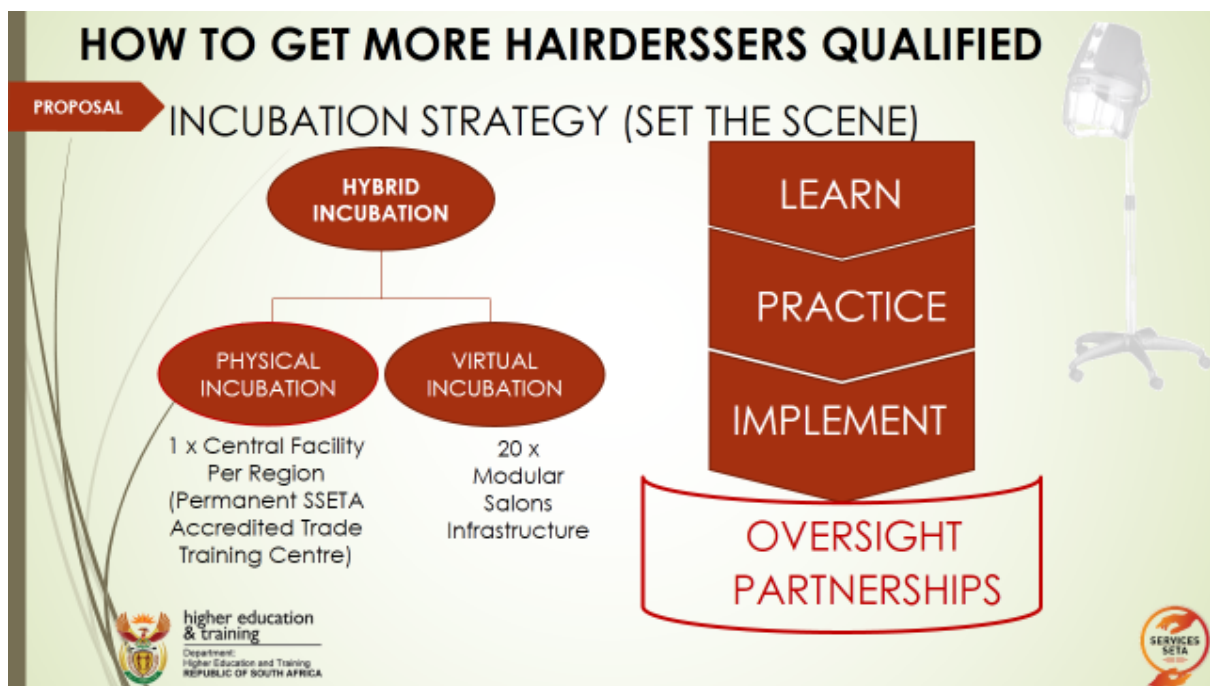 HOW TO GET MORE HAIRDERSSERS QUALIFIED
PROPOSAL
INCUBATION STRATEGY (SET THE SCENE)
HYBRID
INCUBATION
PHYSICAL
INCUBATION
VIRTUAL
INCUBATION
1 x Central Facility
Per Region
(Permanent SSETA
Accredited Trade
Training Centre)
20 x
Modular
Salons
Infrastructure
LEARN
PRACTICE
IMPLEMENT
OVERSIGHT
PARTNERSHIPS
higher education
& training
Department:
Higher Education and Training
REPUBLIC OF SOUTH AFRICA
SERVICES
SETA